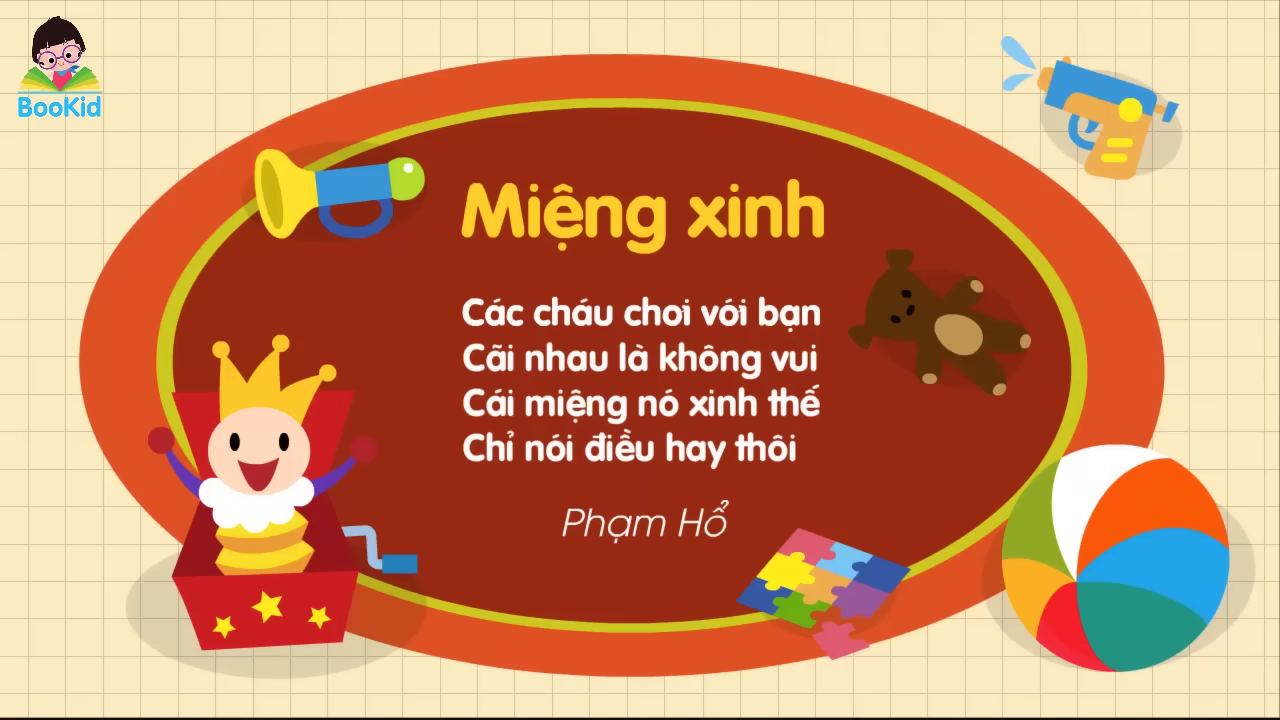 BooKid
Miệng xinh
Các cháu chơi với bạn
Cãi nhau là không vui
Cái miệng nó xinh thế
Chỉ nói điều hay thôi
Phạm Hổ